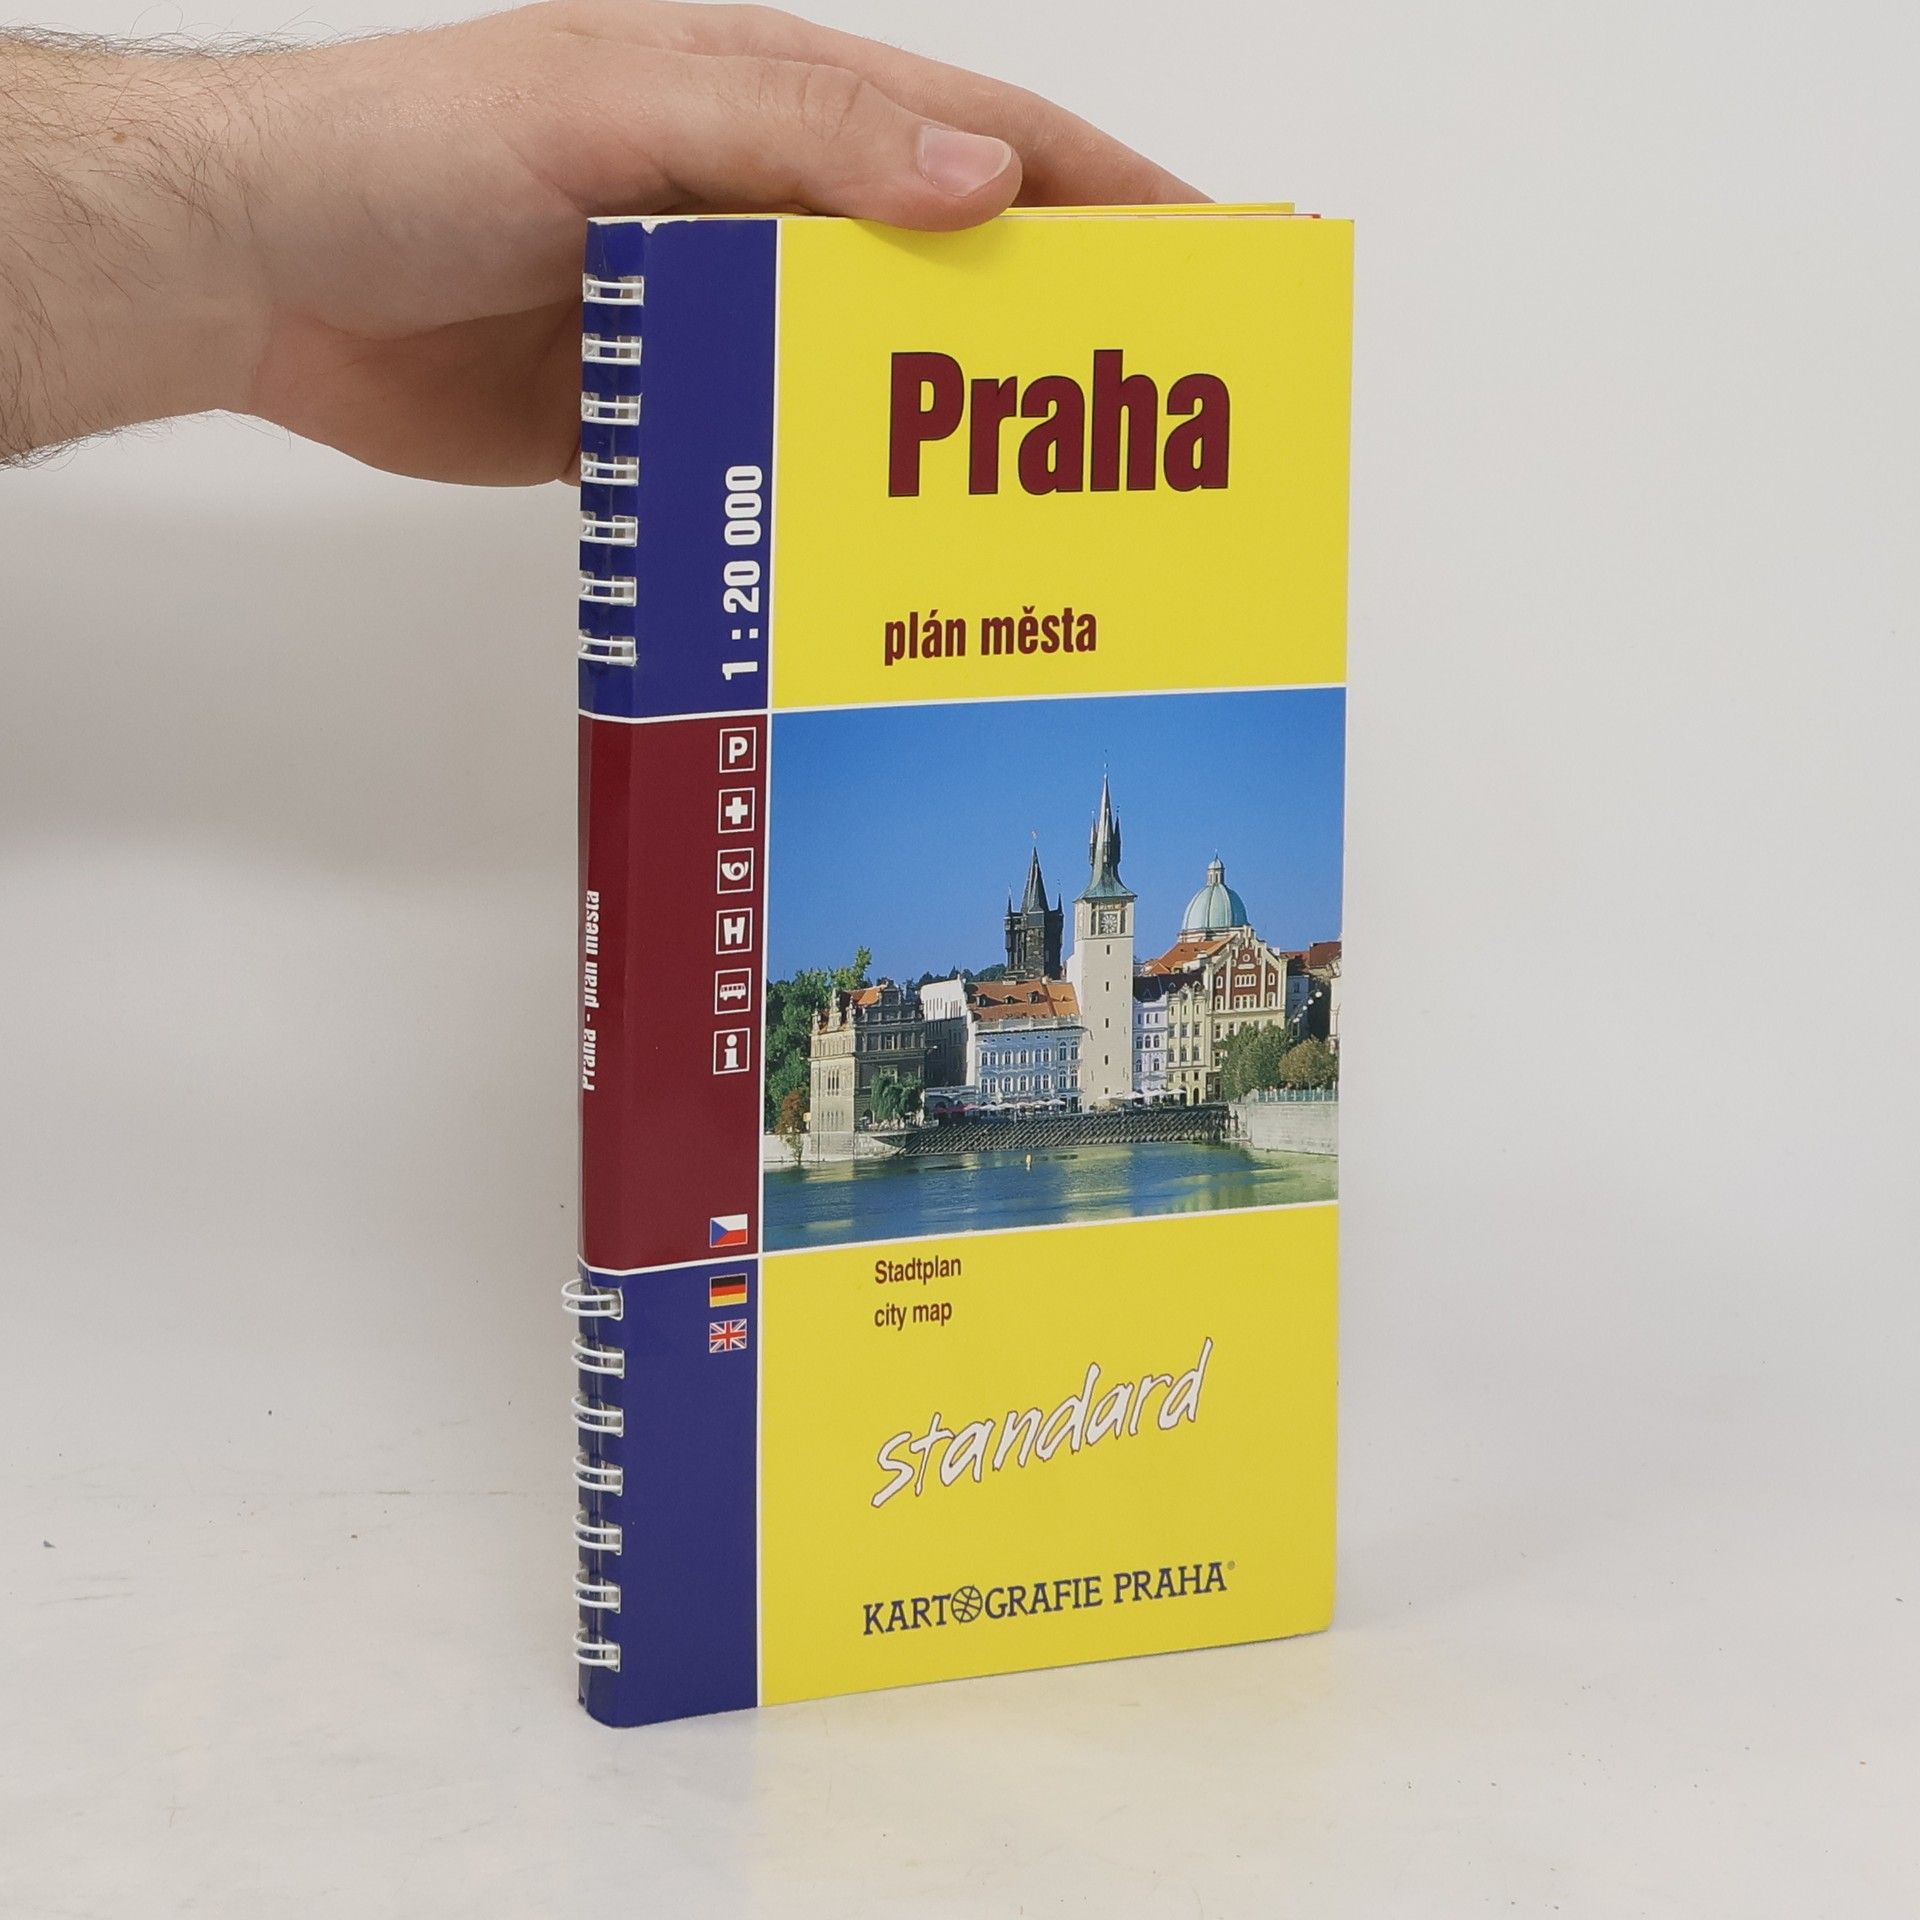 Praha
plán města
1 : 20 000
P
H
i
Praha - plán města
Stadtplan
city map
standard
KARTOGRAFIE PRAHA®